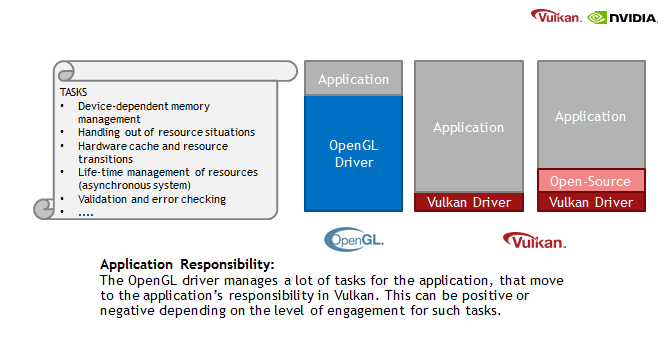 Vulkan. NVIDIA.
TASKS
• Device-dependent memory
management
• Handling out of resource situations
• Hardware cache and resource
transitions
• Life-time management of resources
(asynchronous system)
• Validation and error checking
• ....
Application
OpenGL
Driver
Application
Vulkan Driver
Application
Open-Source
Vulkan Driver
OpenGL.
Vulkan.
Application Responsibility:
The OpenGL driver manages a lot of tasks for the application, that move
to the application's responsibility in Vulkan. This can be positive or
negative depending on the level of engagement for such tasks.